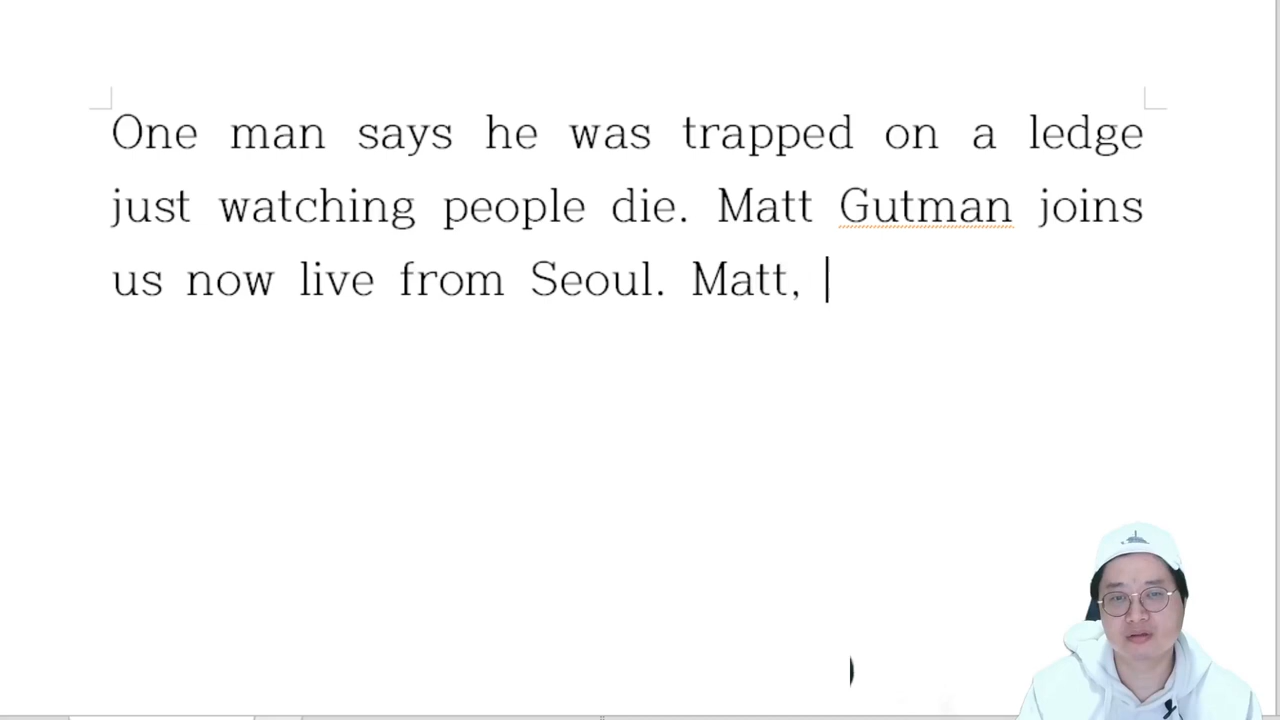 One man says he was trapped on a ledge
just watching people die. Matt Gutman joins
us now live from Seoul. Matt,